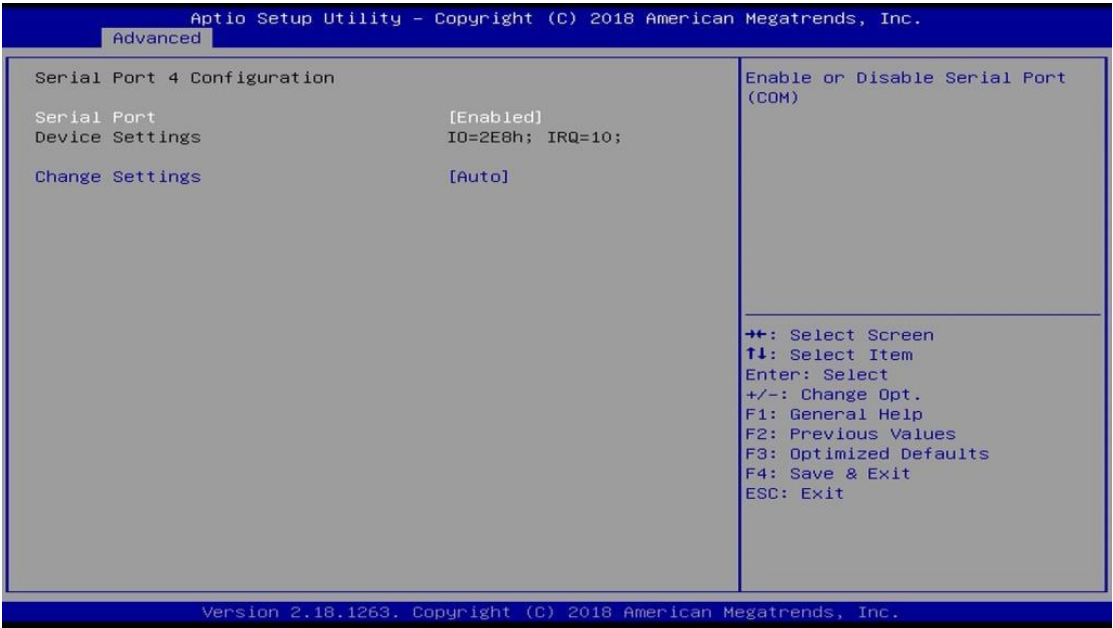 Aptio Setup Utility – Copyright (C) 2018 American Megatrends, Inc.
Advanced
Serial Port 4 Configuration
Serial Port [Enabled]
Device Settings IO=2E8h; IRQ=10;
Change Settings [Auto]
Enable or Disable Serial Port
(COM)
→←: Select Screen
↑↓: Select Item
Enter: Select
+/-: Change Opt.
F1: General Help
F2: Previous Values
F3: Optimized Defaults
F4: Save & Exit
ESC: Exit
Version 2.18.1263. Copyright (C) 2018 American Megatrends, Inc.